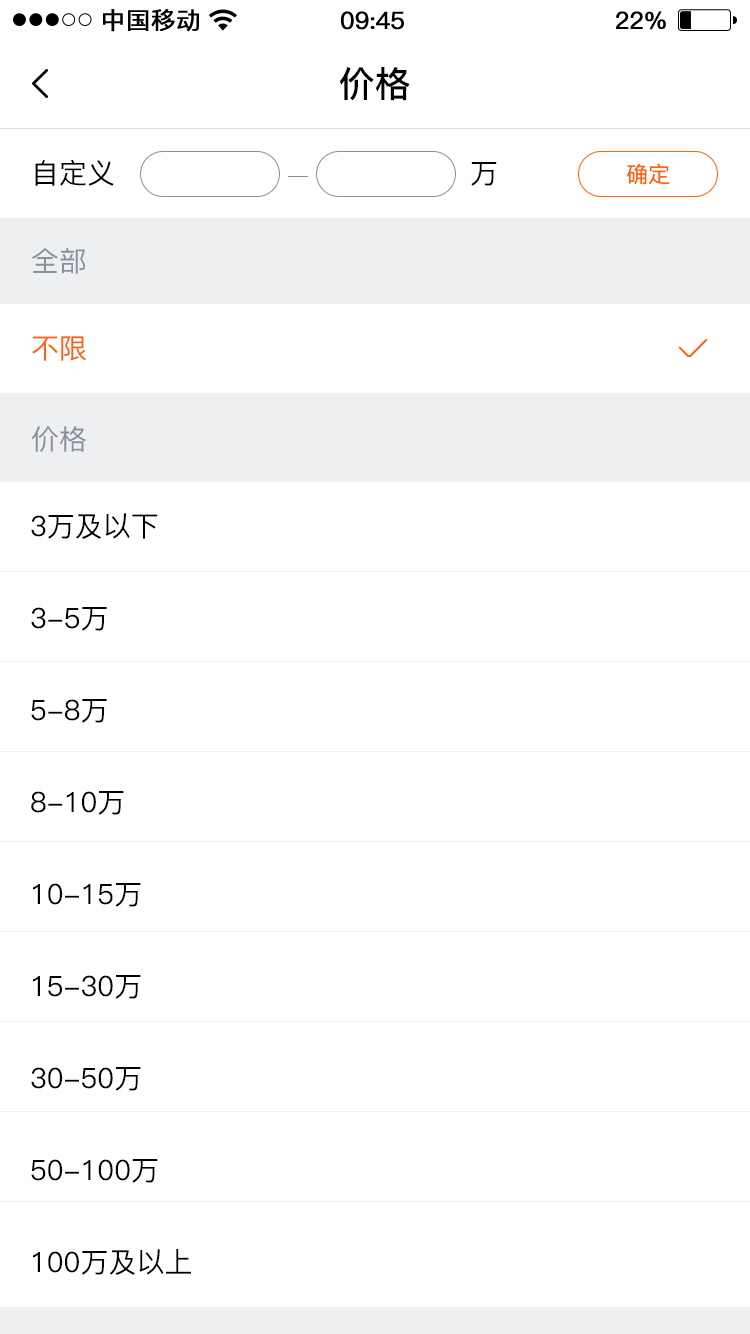 中国移动 09:45 22%
价格
自定义 — 万 确定
全部
不限
价格
3万及以下
3–5万
5–8万
8–10万
10–15万
15–30万
30–50万
50–100万
100万及以上